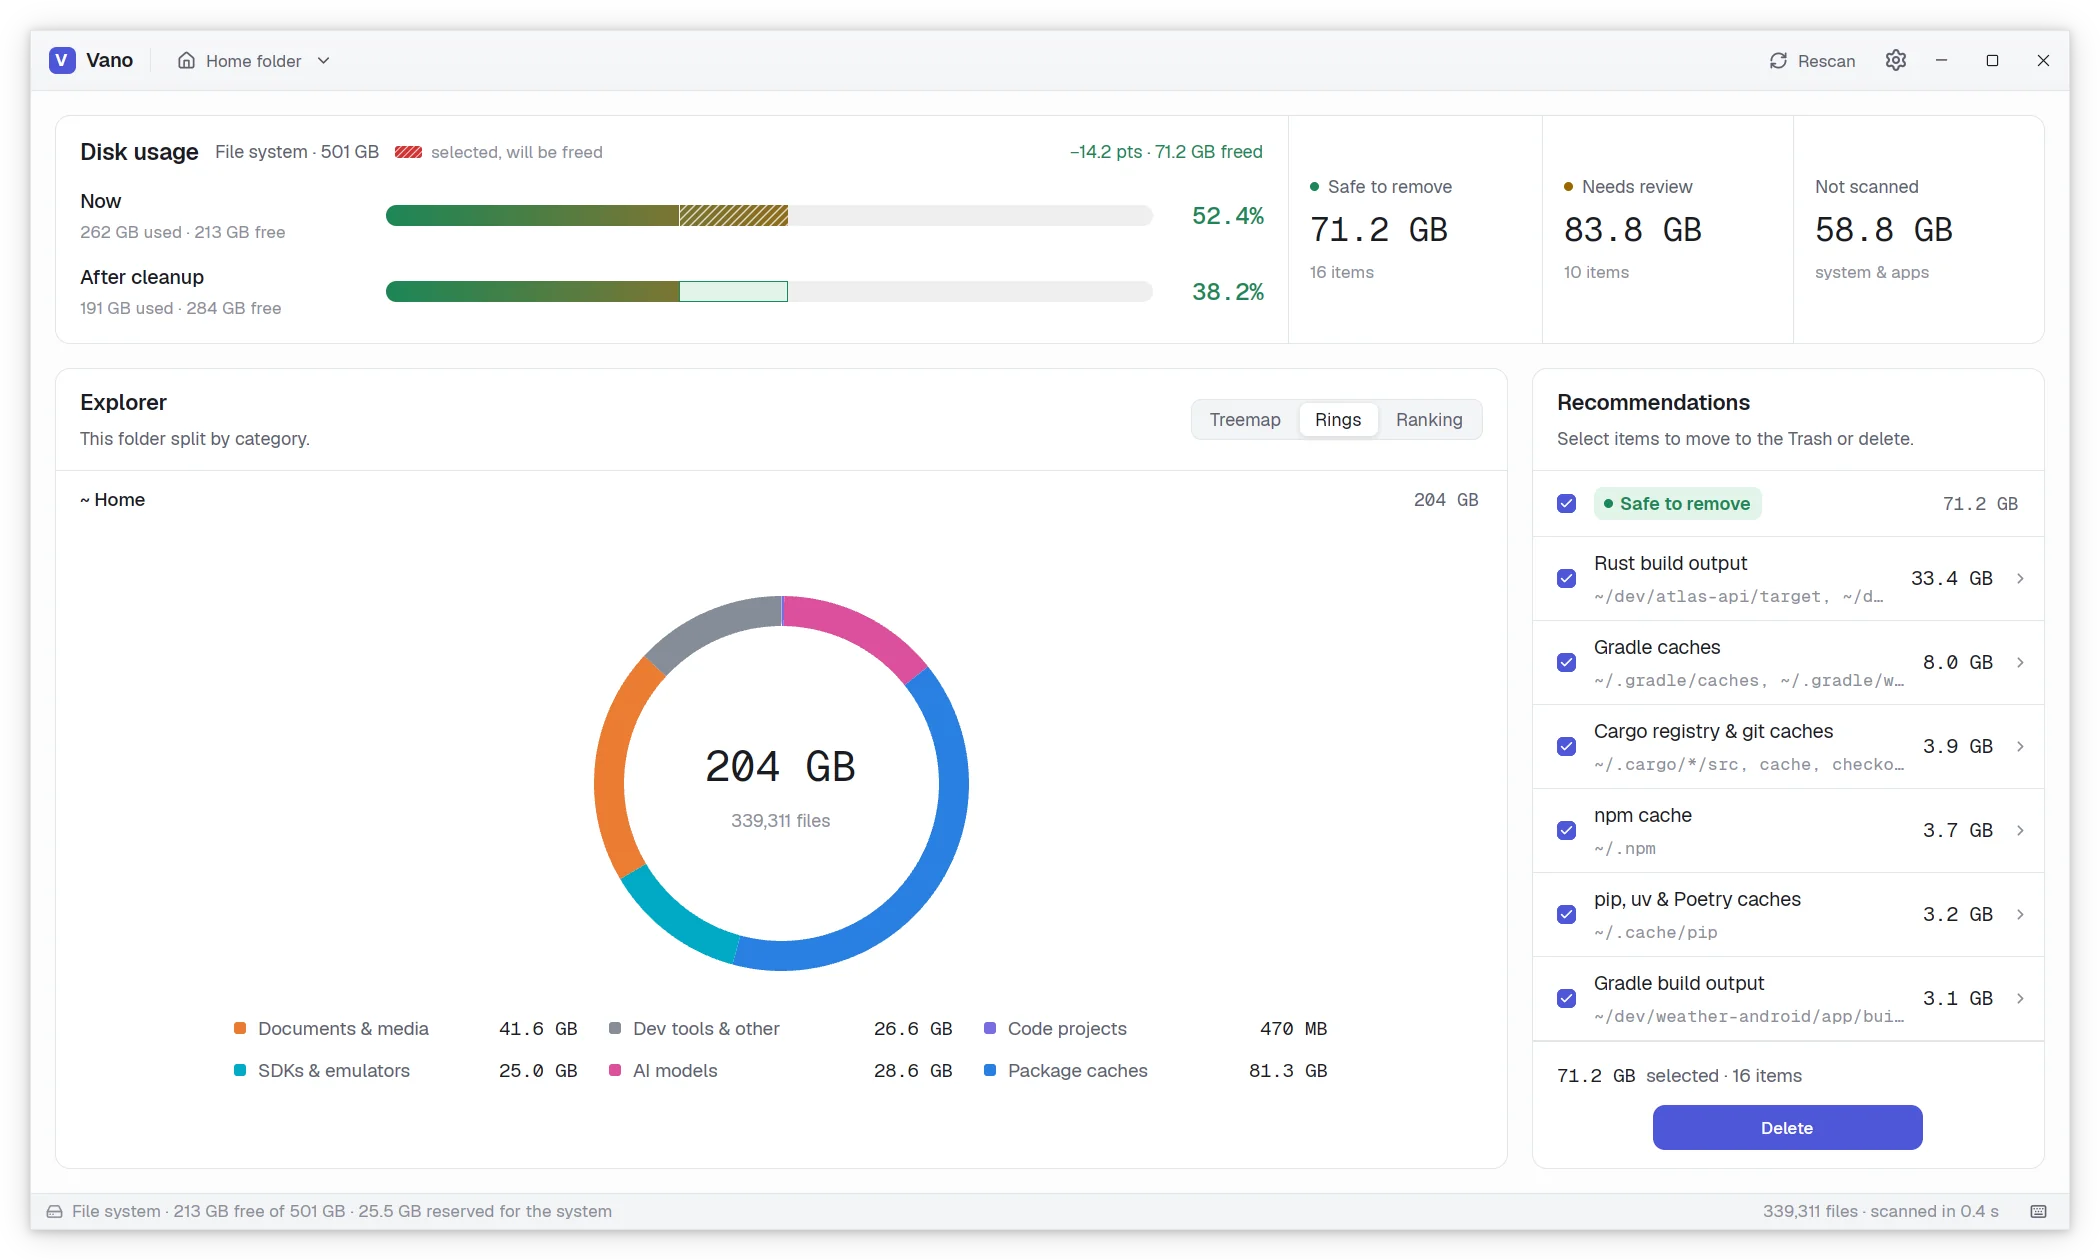 V Vano Home folder Rescan
Disk usage File system · 501 GB selected, will be freed −14.2 pts · 71.2 GB freed
Now
262 GB used · 213 GB free
52.4%
After cleanup
191 GB used · 284 GB free
38.2%
Safe to remove
71.2 GB
16 items
Needs review
83.8 GB
10 items
Not scanned
58.8 GB
system & apps
Explorer
This folder split by category.
Treemap Rings Ranking
~ Home 204 GB
204 GB
339,311 files
Documents & media 41.6 GB Dev tools & other 26.6 GB Code projects 470 MB
SDKs & emulators 25.0 GB AI models 28.6 GB Package caches 81.3 GB
Recommendations
Select items to move to the Trash or delete.
Safe to remove 71.2 GB
Rust build output
~/dev/atlas-api/target, ~/d…
33.4 GB
Gradle caches
~/.gradle/caches, ~/.gradle/w…
8.0 GB
Cargo registry & git caches
~/.cargo/*/src, cache, checko…
3.9 GB
npm cache
~/.npm
3.7 GB
pip, uv & Poetry caches
~/.cache/pip
3.2 GB
Gradle build output
~/dev/weather-android/app/bui…
3.1 GB
71.2 GB selected · 16 items
Delete
File system · 213 GB free of 501 GB · 25.5 GB reserved for the system 339,311 files · scanned in 0.4 s